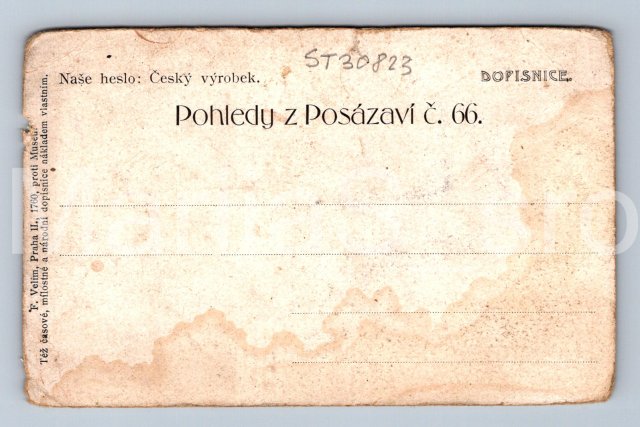 ST30823
Naše heslo: Český výrobek.
DOPISNICE.
Pohledy z Posázaví č. 66.
F. Velím, Praha II., 1700, proti Museu.
Též časové, milostné a národní dopisnice nákladem vlastním.